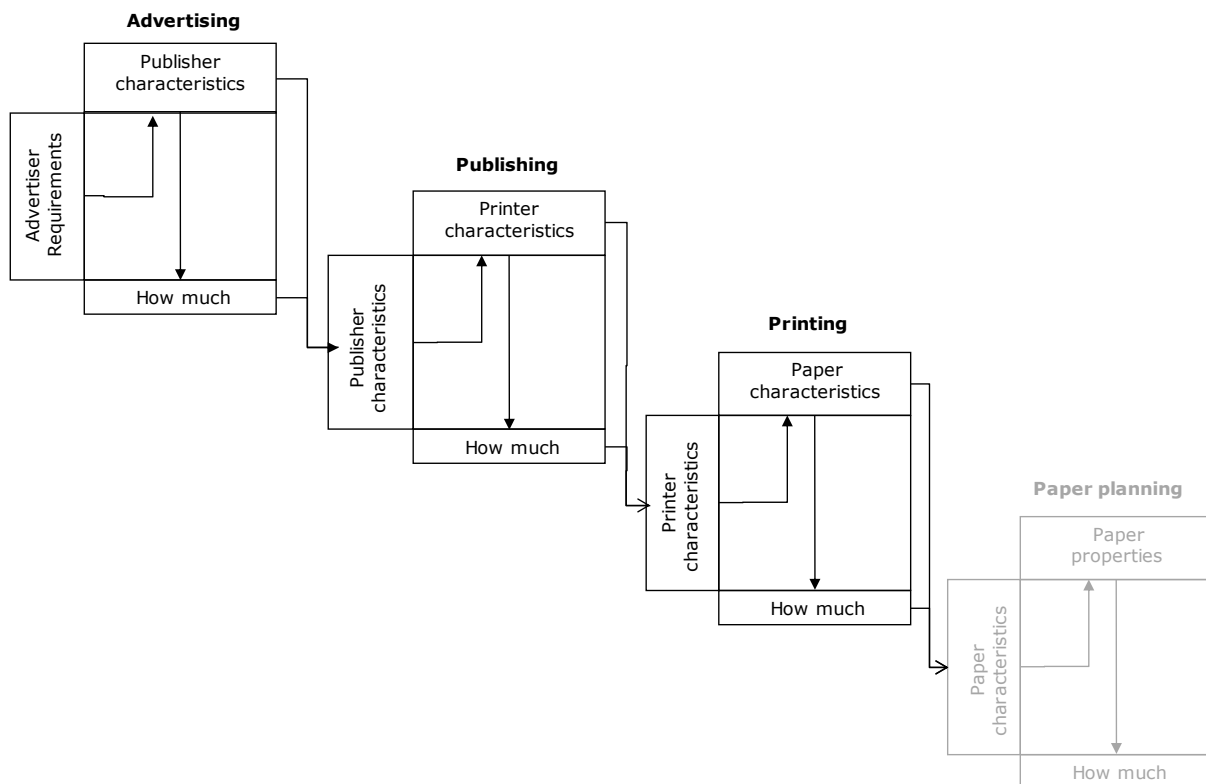 Advertising
Publisher
characteristics
Advertiser
Requirements
How much
Publishing
Printer
characteristics
Publisher
characteristics
How much
Printing
Paper
characteristics
Printer
characteristics
How much
Paper planning
Paper
properties
Paper
characteristics
How much